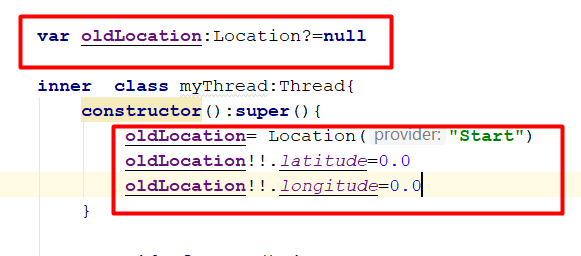 var oldLocation:Location?=null
inner class myThread:Thread{
constructor():super(){
oldLocation= Location( provider: "Start")
oldLocation!!.latitude=0.0
oldLocation!!.longitude=0.0
}